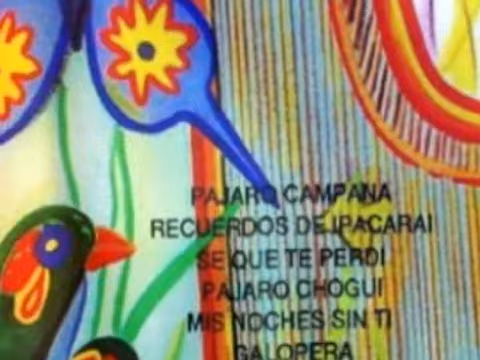 PAJARO CAMPANA
RECUERDOS DE IPACARAI
SE QUE TE PERDI
PAJARO CHOGUI
MIS NOCHES SIN TI
GALOPERA